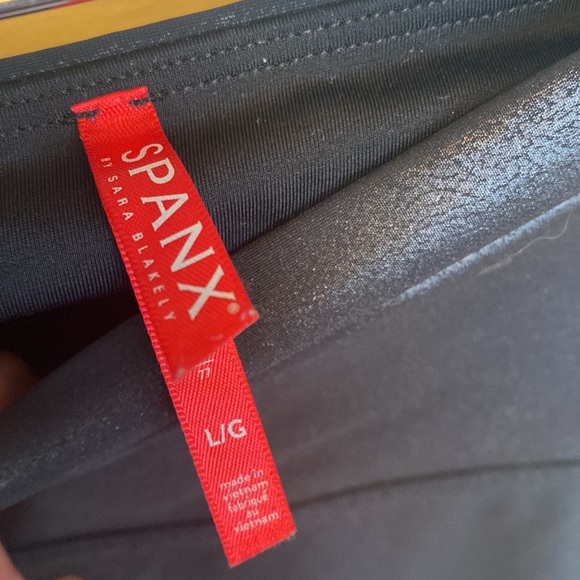 SPANX®
BY SARA BLAKELY
L/G
made in
vietnam
fabriqué
au
vietnam